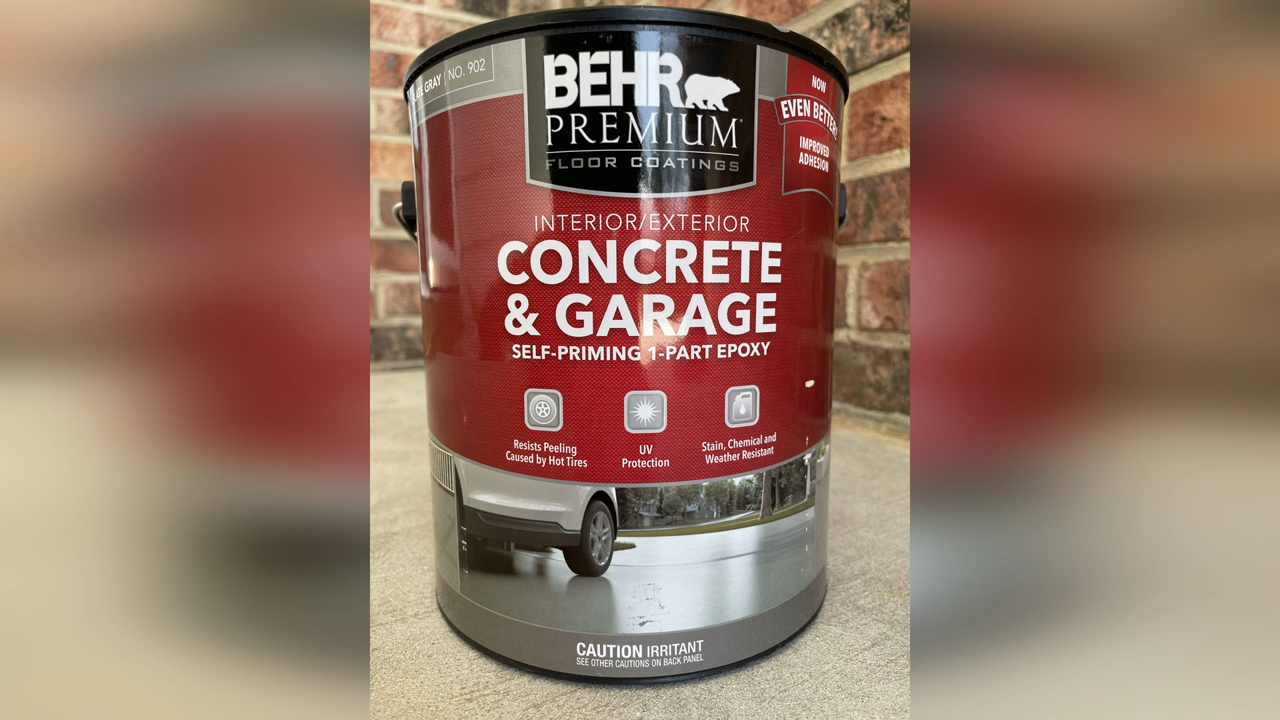 GRAY | NO. 902
BEHR
PREMIUM®
FLOOR COATINGS
NOW
EVEN BETTER!
IMPROVED
ADHESION
INTERIOR/EXTERIOR
CONCRETE
& GARAGE
SELF-PRIMING 1-PART EPOXY
Resists Peeling
Caused by Hot Tires
UV
Protection
Stain, Chemical and
Weather Resistant
CAUTION IRRITANT
SEE OTHER CAUTIONS ON BACK PANEL